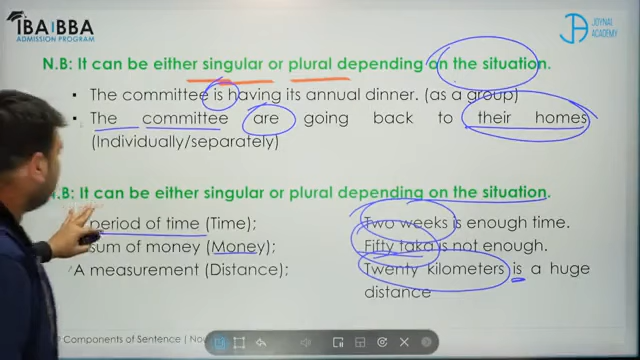 IBA|BBA
ADMISSION PROGRAM
JOYNAL
ACADEMY
N.B: It can be either singular or plural depending on the situation.
The committee is having its annual dinner. (as a group)
The committee are going back to their homes
(Individually/separately)
It can be either singular or plural depending on the situation.
period of time (Time);
Two weeks is enough time.
sum of money (Money);
Fifty taka is not enough.
A measurement (Distance);
Twenty kilometers is a huge
distance
Components of Sentence | No